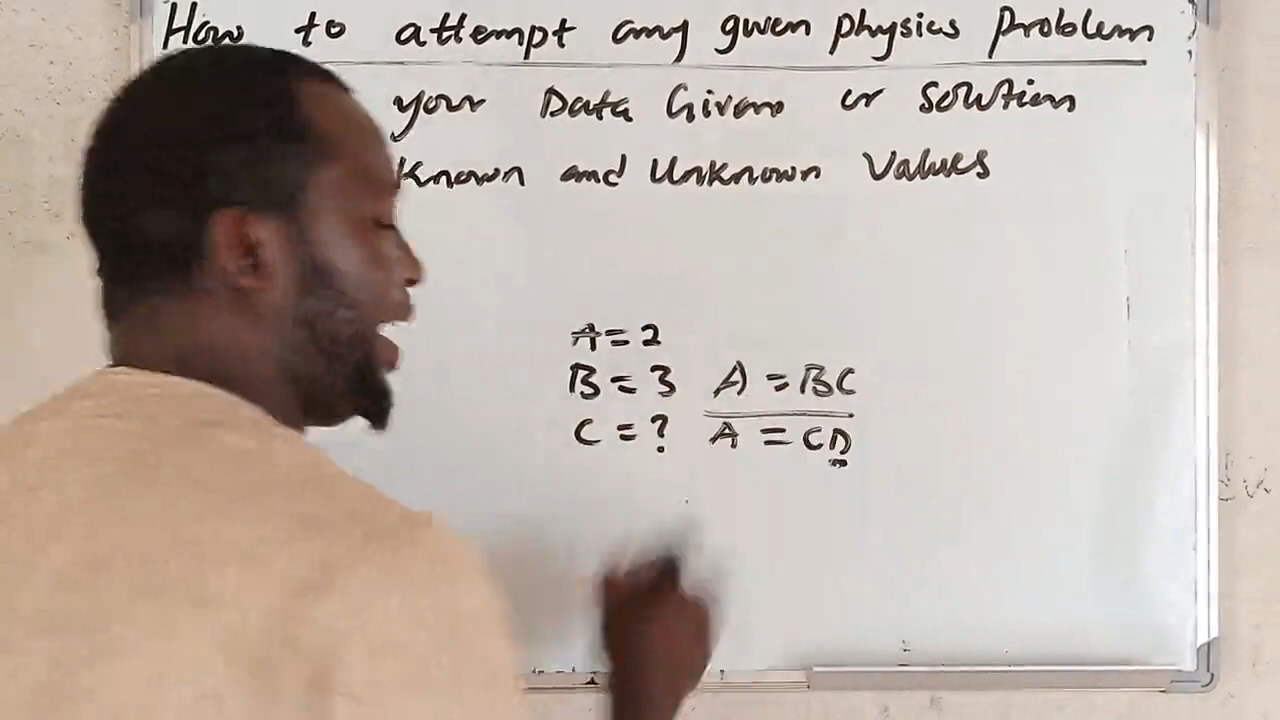 How to attempt any given physics Problem
your Data Given or solution
Known and Unknown Values
A = 2
B = 3 A = BC
C = ? A = CD